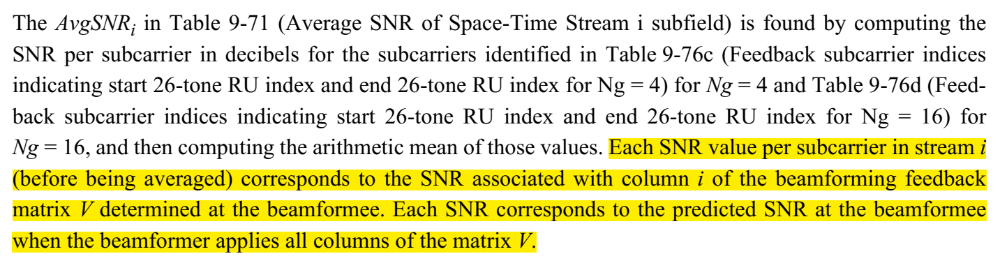 The AvgSNRi in Table 9-71 (Average SNR of Space-Time Stream i subfield) is found by computing the
SNR per subcarrier in decibels for the subcarriers identified in Table 9-76c (Feedback subcarrier indices
indicating start 26-tone RU index and end 26-tone RU index for Ng = 4) for Ng = 4 and Table 9-76d (Feed-
back subcarrier indices indicating start 26-tone RU index and end 26-tone RU index for Ng = 16) for
Ng = 16, and then computing the arithmetic mean of those values. Each SNR value per subcarrier in stream i
(before being averaged) corresponds to the SNR associated with column i of the beamforming feedback
matrix V determined at the beamformee. Each SNR corresponds to the predicted SNR at the beamformee
when the beamformer applies all columns of the matrix V.